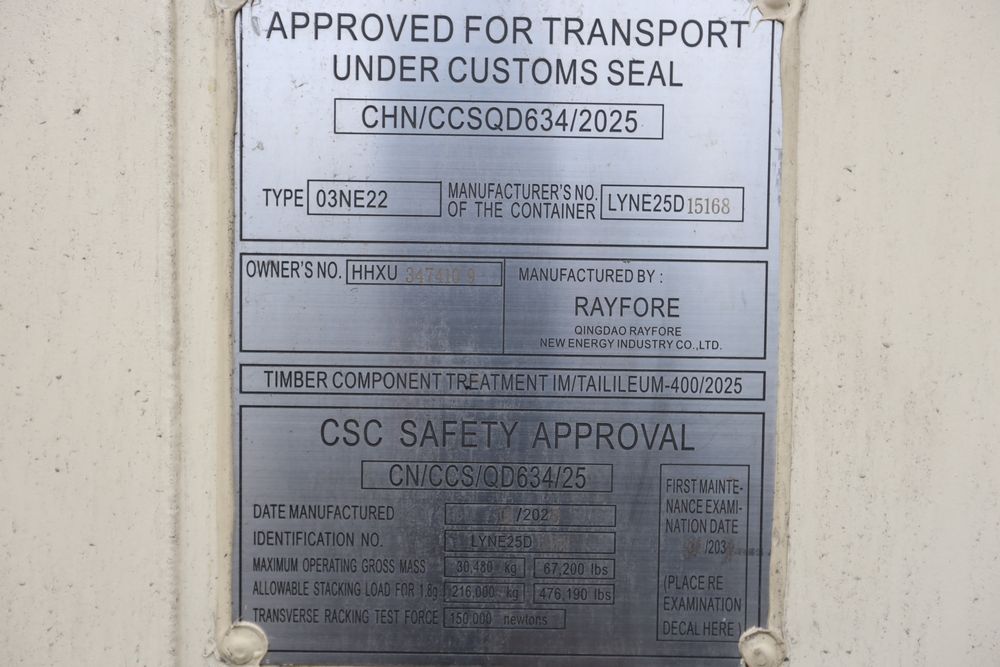 APPROVED FOR TRANSPORT
UNDER CUSTOMS SEAL
CHN/CCSQD634/2025
TYPE 03NE22
MANUFACTURER'S NO.
OF THE CONTAINER LYNE25D15168
OWNER'S NO. HHXU 347410 9
MANUFACTURED BY :
RAYFORE
QINGDAO RAYFORE
NEW ENERGY INDUSTRY CO.,LTD.
TIMBER COMPONENT TREATMENT IM/TAILILEUM-400/2025
CSC SAFETY APPROVAL
CN/CCS/QD634/25
DATE MANUFACTURED
IDENTIFICATION NO. LYNE25D
MAXIMUM OPERATING GROSS MASS 30,480 kg 67,200 lbs
ALLOWABLE STACKING LOAD FOR 1.8g 216,000 kg 476,190 lbs
TRANSVERSE RACKING TEST FORCE 150,000 newtons
FIRST MAINTE-
NANCE EXAMI-
NATION DATE
(PLACE RE
EXAMINATION
DECAL HERE)